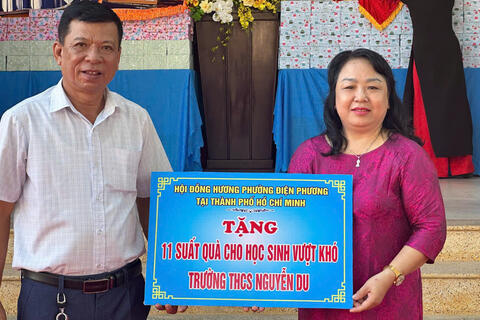 HỘI ĐỒNG HƯƠNG PHƯỜNG ĐIỆN PHƯƠNG
TẠI THÀNH PHỐ HỒ CHÍ MINH
TẶNG
11 SUẤT QUÀ CHO HỌC SINH VƯỢT KHÓ
TRƯỜNG THCS NGUYỄN DU